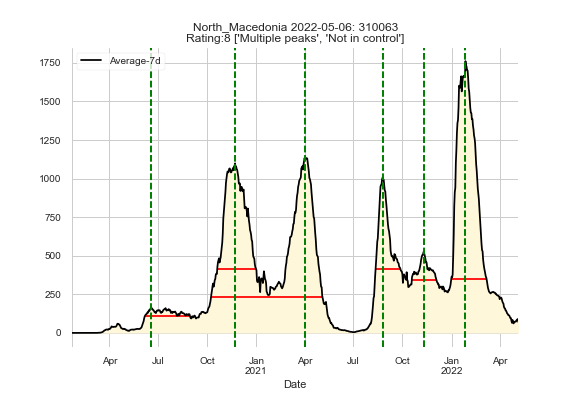 North_Macedonia 2022-05-06: 310063
Rating:8 ['Multiple peaks', 'Not in control']
Average-7d
1750
1500
1250
1000
750
500
250
0
Apr Jul Oct Jan Apr Jul Oct Jan Apr
2021 2022
Date